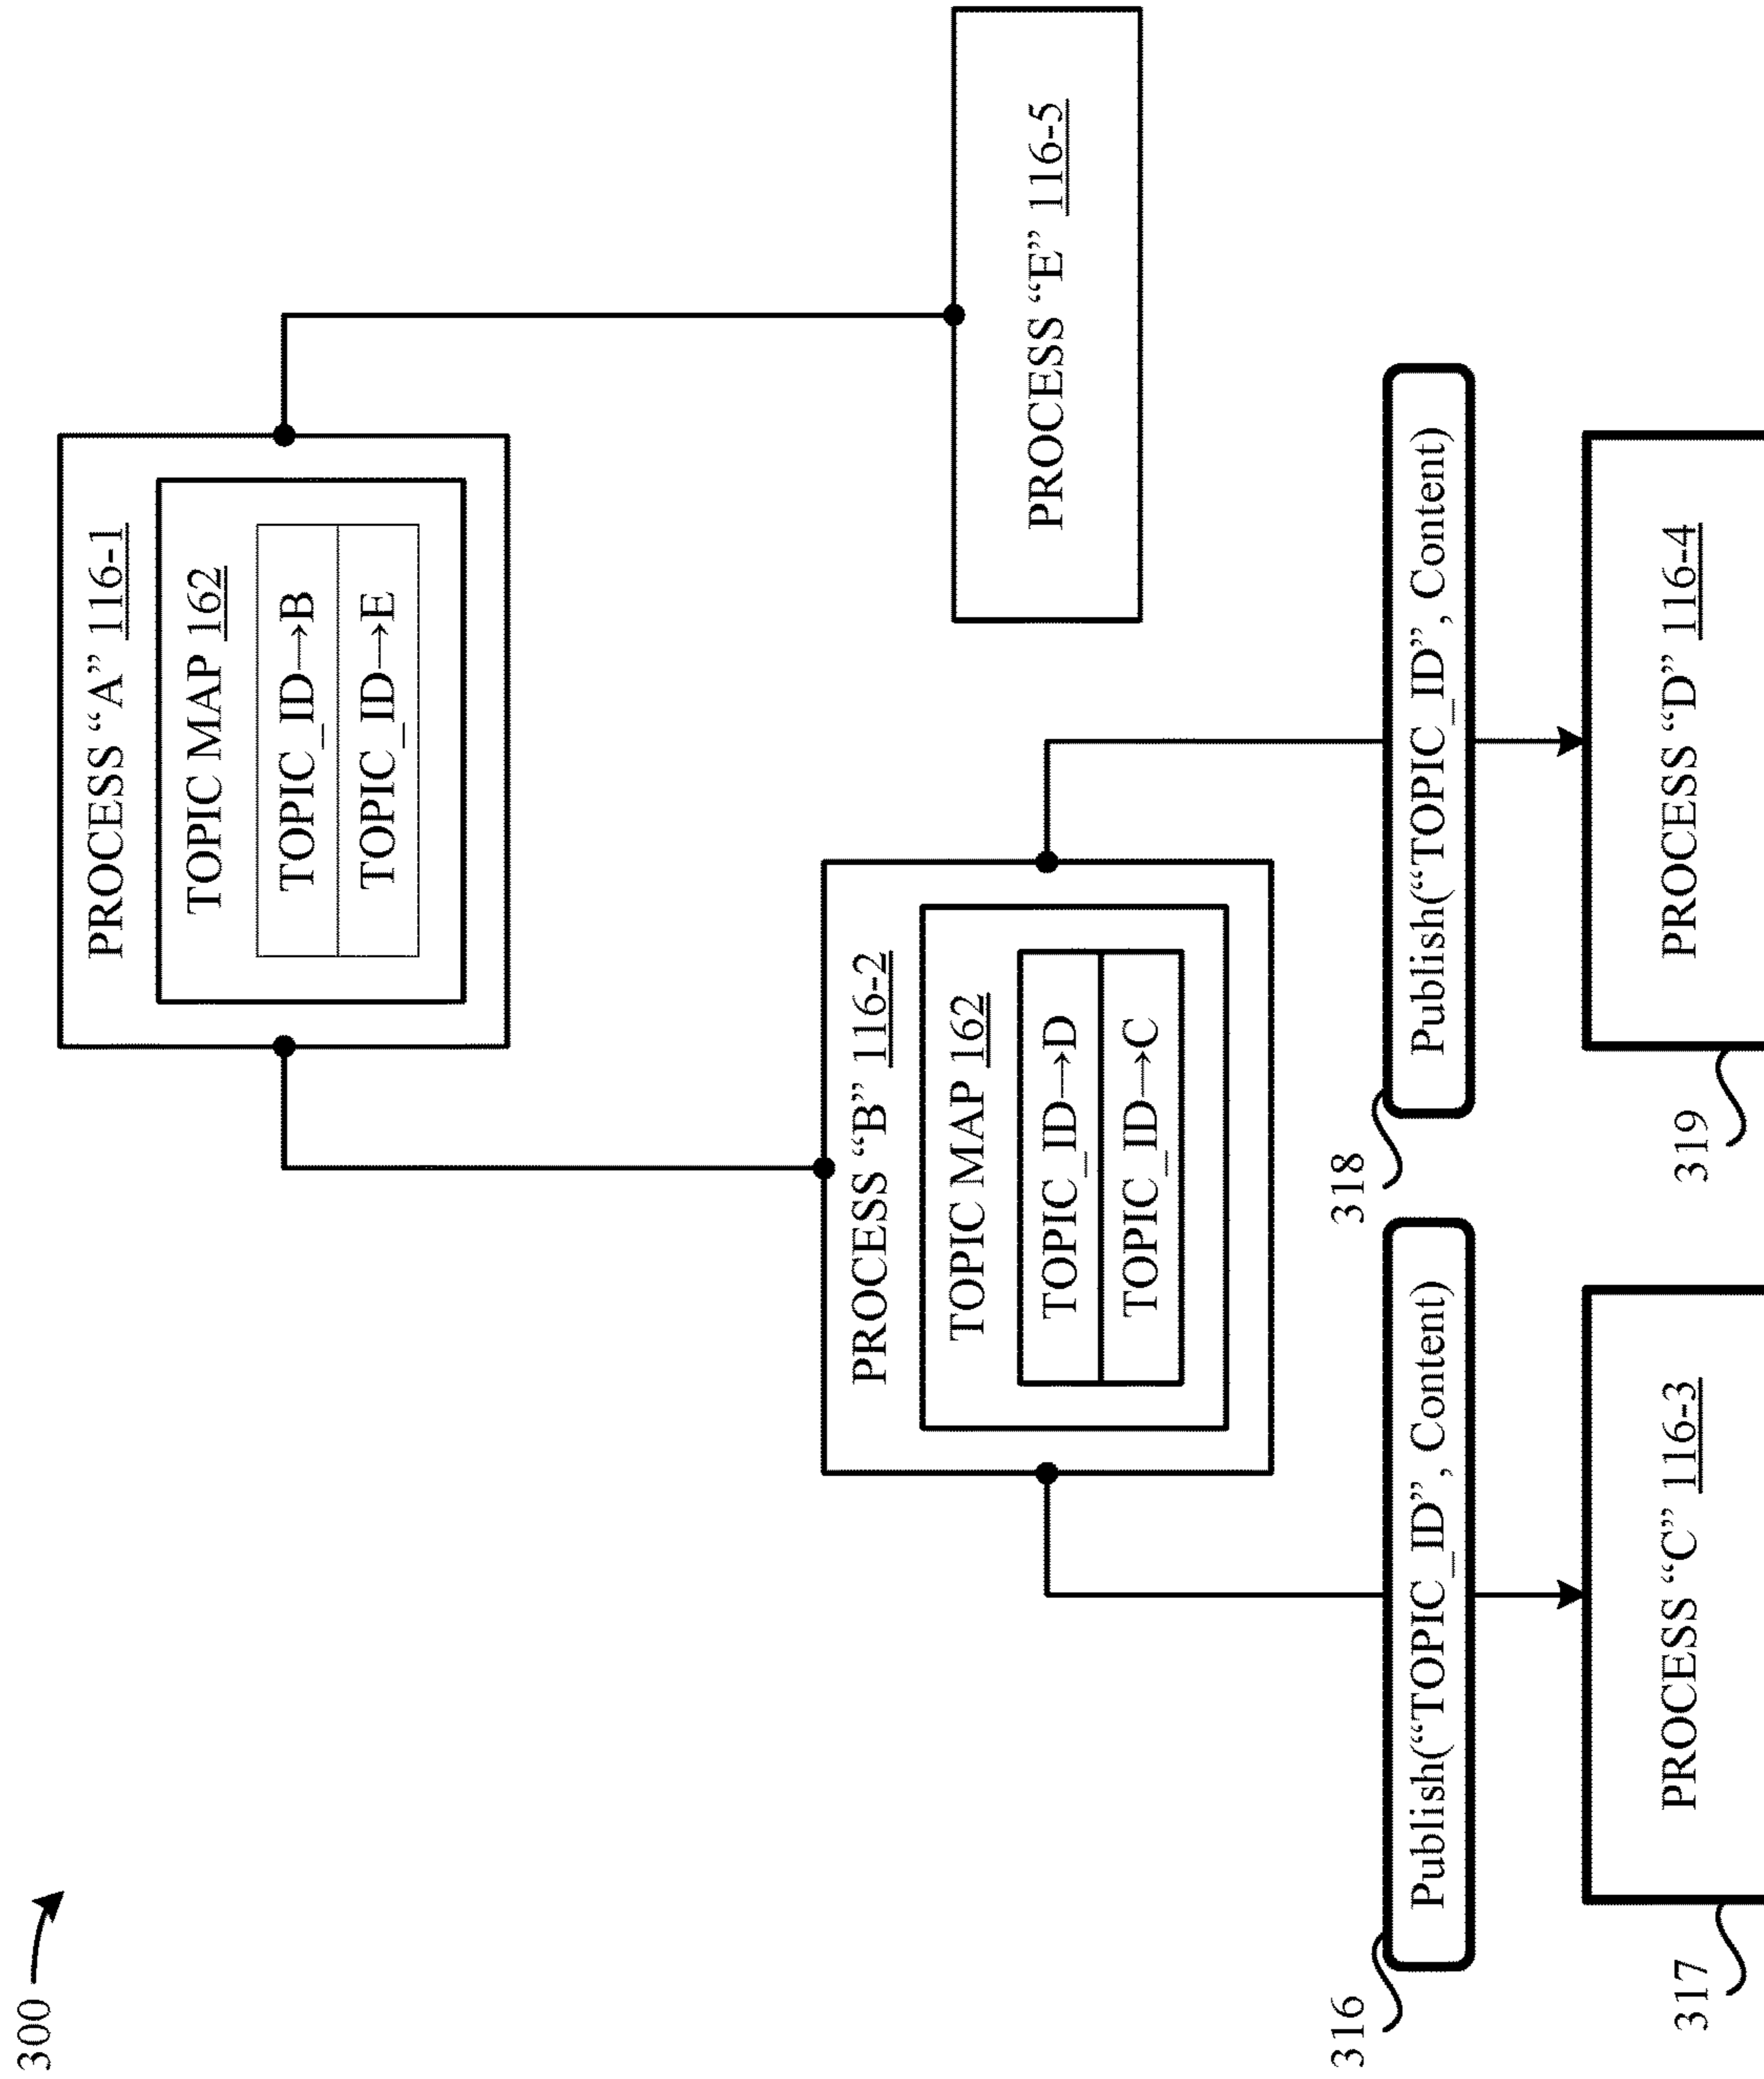 300
PROCESS “A” 116-1
TOPIC MAP 162
TOPIC_ID→B
TOPIC_ID→E
PROCESS “B” 116-2
TOPIC MAP 162
TOPIC_ID→D
TOPIC_ID→C
PROCESS “E” 116-5
316
Publish(“TOPIC_ID”, Content)
318
Publish(“TOPIC_ID”, Content)
317
PROCESS “C” 116-3
319
PROCESS “D” 116-4